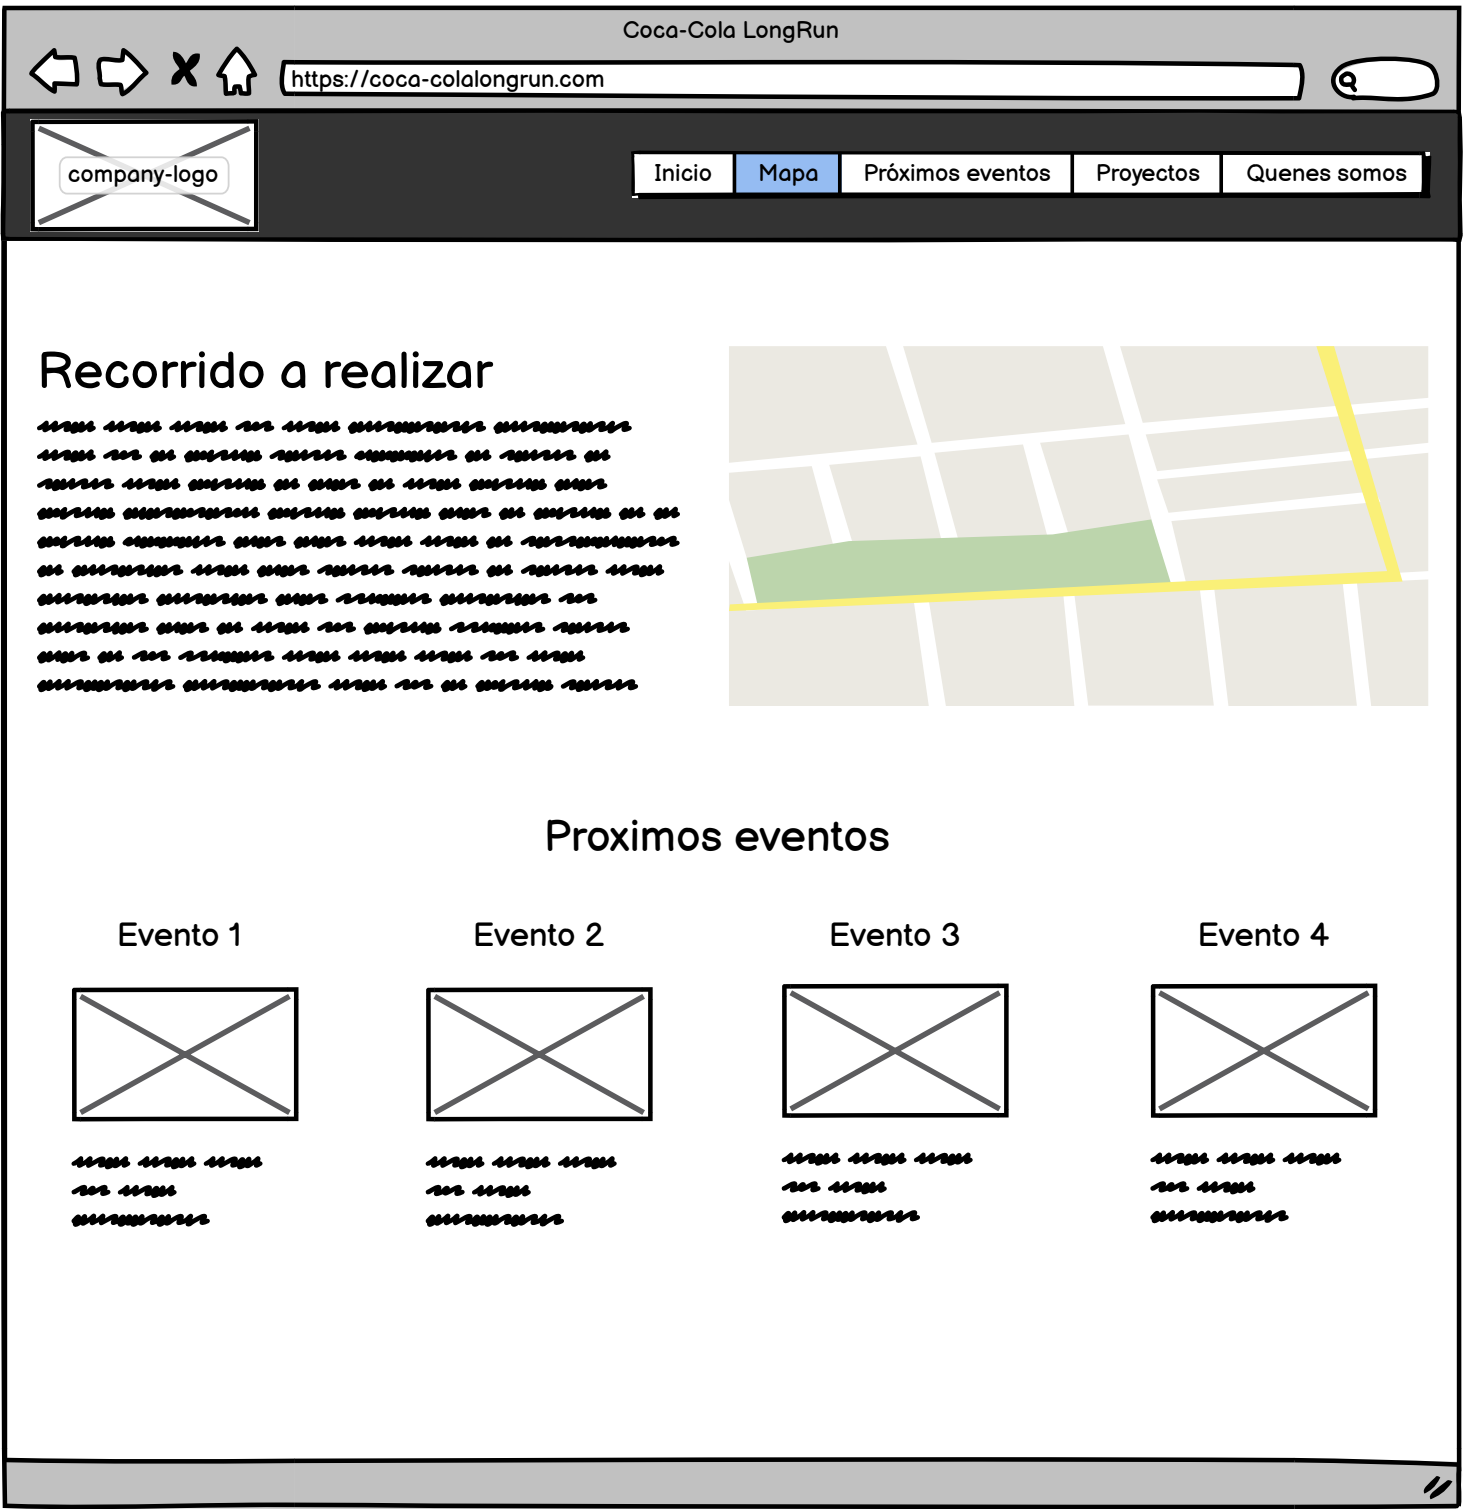 Coca-Cola LongRun
https://coca-colalongrun.com
company-logo
Inicio Mapa Próximos eventos Proyectos Quenes somos
Recorrido a realizar
Proximos eventos
Evento 1 Evento 2 Evento 3 Evento 4